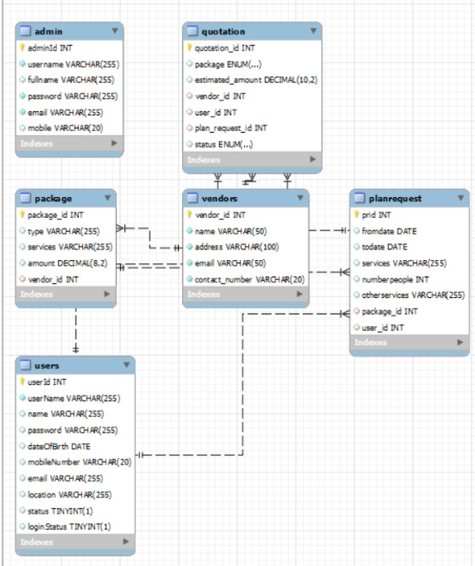 admin
adminId INT
username VARCHAR(255)
fullname VARCHAR(255)
password VARCHAR(255)
email VARCHAR(255)
mobile VARCHAR(20)
Indexes
quotation
quotation_id INT
package ENUM(...)
estimated_amount DECIMAL(10,2)
vendor_id INT
user_id INT
plan_request_id INT
status ENUM(...)
Indexes
package
package_id INT
type VARCHAR(255)
services VARCHAR(255)
amount DECIMAL(8,2)
vendor_id INT
Indexes
vendors
vendor_id INT
name VARCHAR(50)
address VARCHAR(100)
email VARCHAR(50)
contact_number VARCHAR(20)
Indexes
planrequest
prid INT
fromdate DATE
todate DATE
services VARCHAR(255)
numberpeople INT
otherservices VARCHAR(255)
package_id INT
user_id INT
Indexes
users
userId INT
userName VARCHAR(255)
name VARCHAR(255)
password VARCHAR(255)
dateOfBirth DATE
mobileNumber VARCHAR(20)
email VARCHAR(255)
location VARCHAR(255)
status TINYINT(1)
loginStatus TINYINT(1)
Indexes